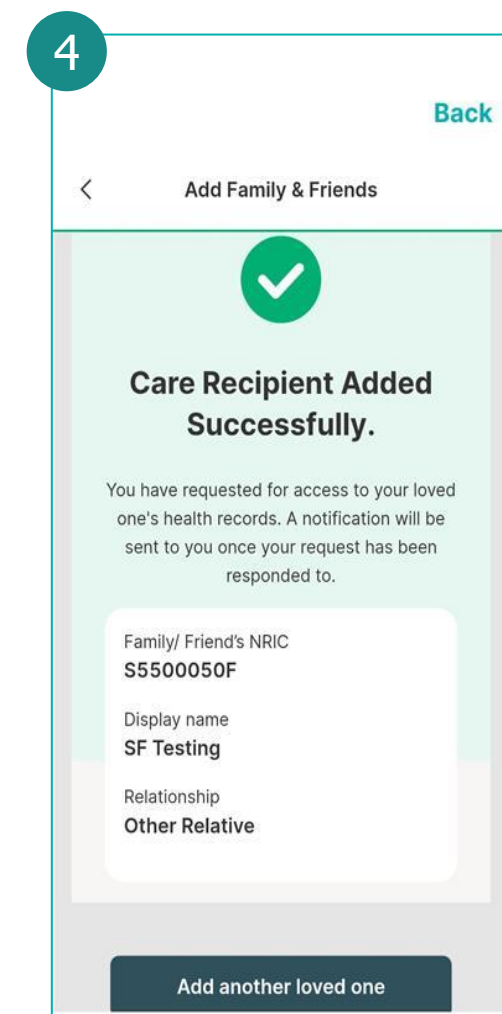 4
Back
Add Family & Friends
Care Recipient Added
Successfully.
You have requested for access to your loved
one's health records. A notification will be
sent to you once your request has been
responded to.
Family/ Friend's NRIC
S5500050F
Display name
SF Testing
Relationship
Other Relative
Add another loved one